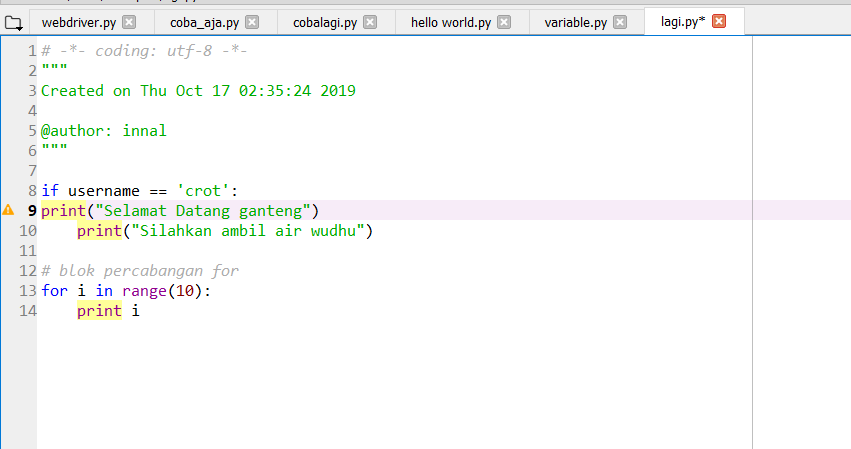 webdriver.py coba_aja.py cobalagi.py hello world.py variable.py lagi.py*
1 # -*- coding: utf-8 -*-
2 """
3 Created on Thu Oct 17 02:35:24 2019
4
5 @author: innal
6 """
7
8 if username == 'crot':
9 print("Selamat Datang ganteng")
10     print("Silahkan ambil air wudhu")
11
12 # blok percabangan for
13 for i in range(10):
14     print i